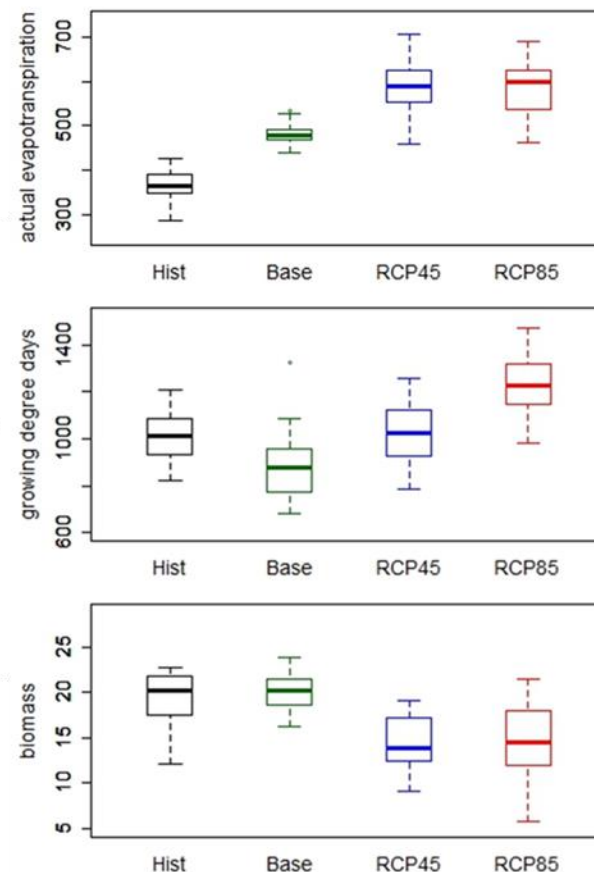 actual evapotranspiration
700
500
300
Hist Base RCP45 RCP85
growing degree days
1400
1000
600
Hist Base RCP45 RCP85
biomass
25
20
15
10
5
Hist Base RCP45 RCP85